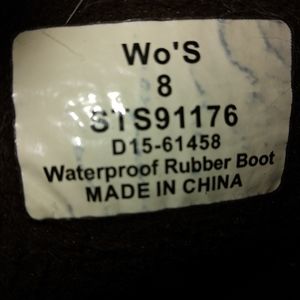 Wo'S
8
STS91176
D15-61458
Waterproof Rubber Boot
MADE IN CHINA